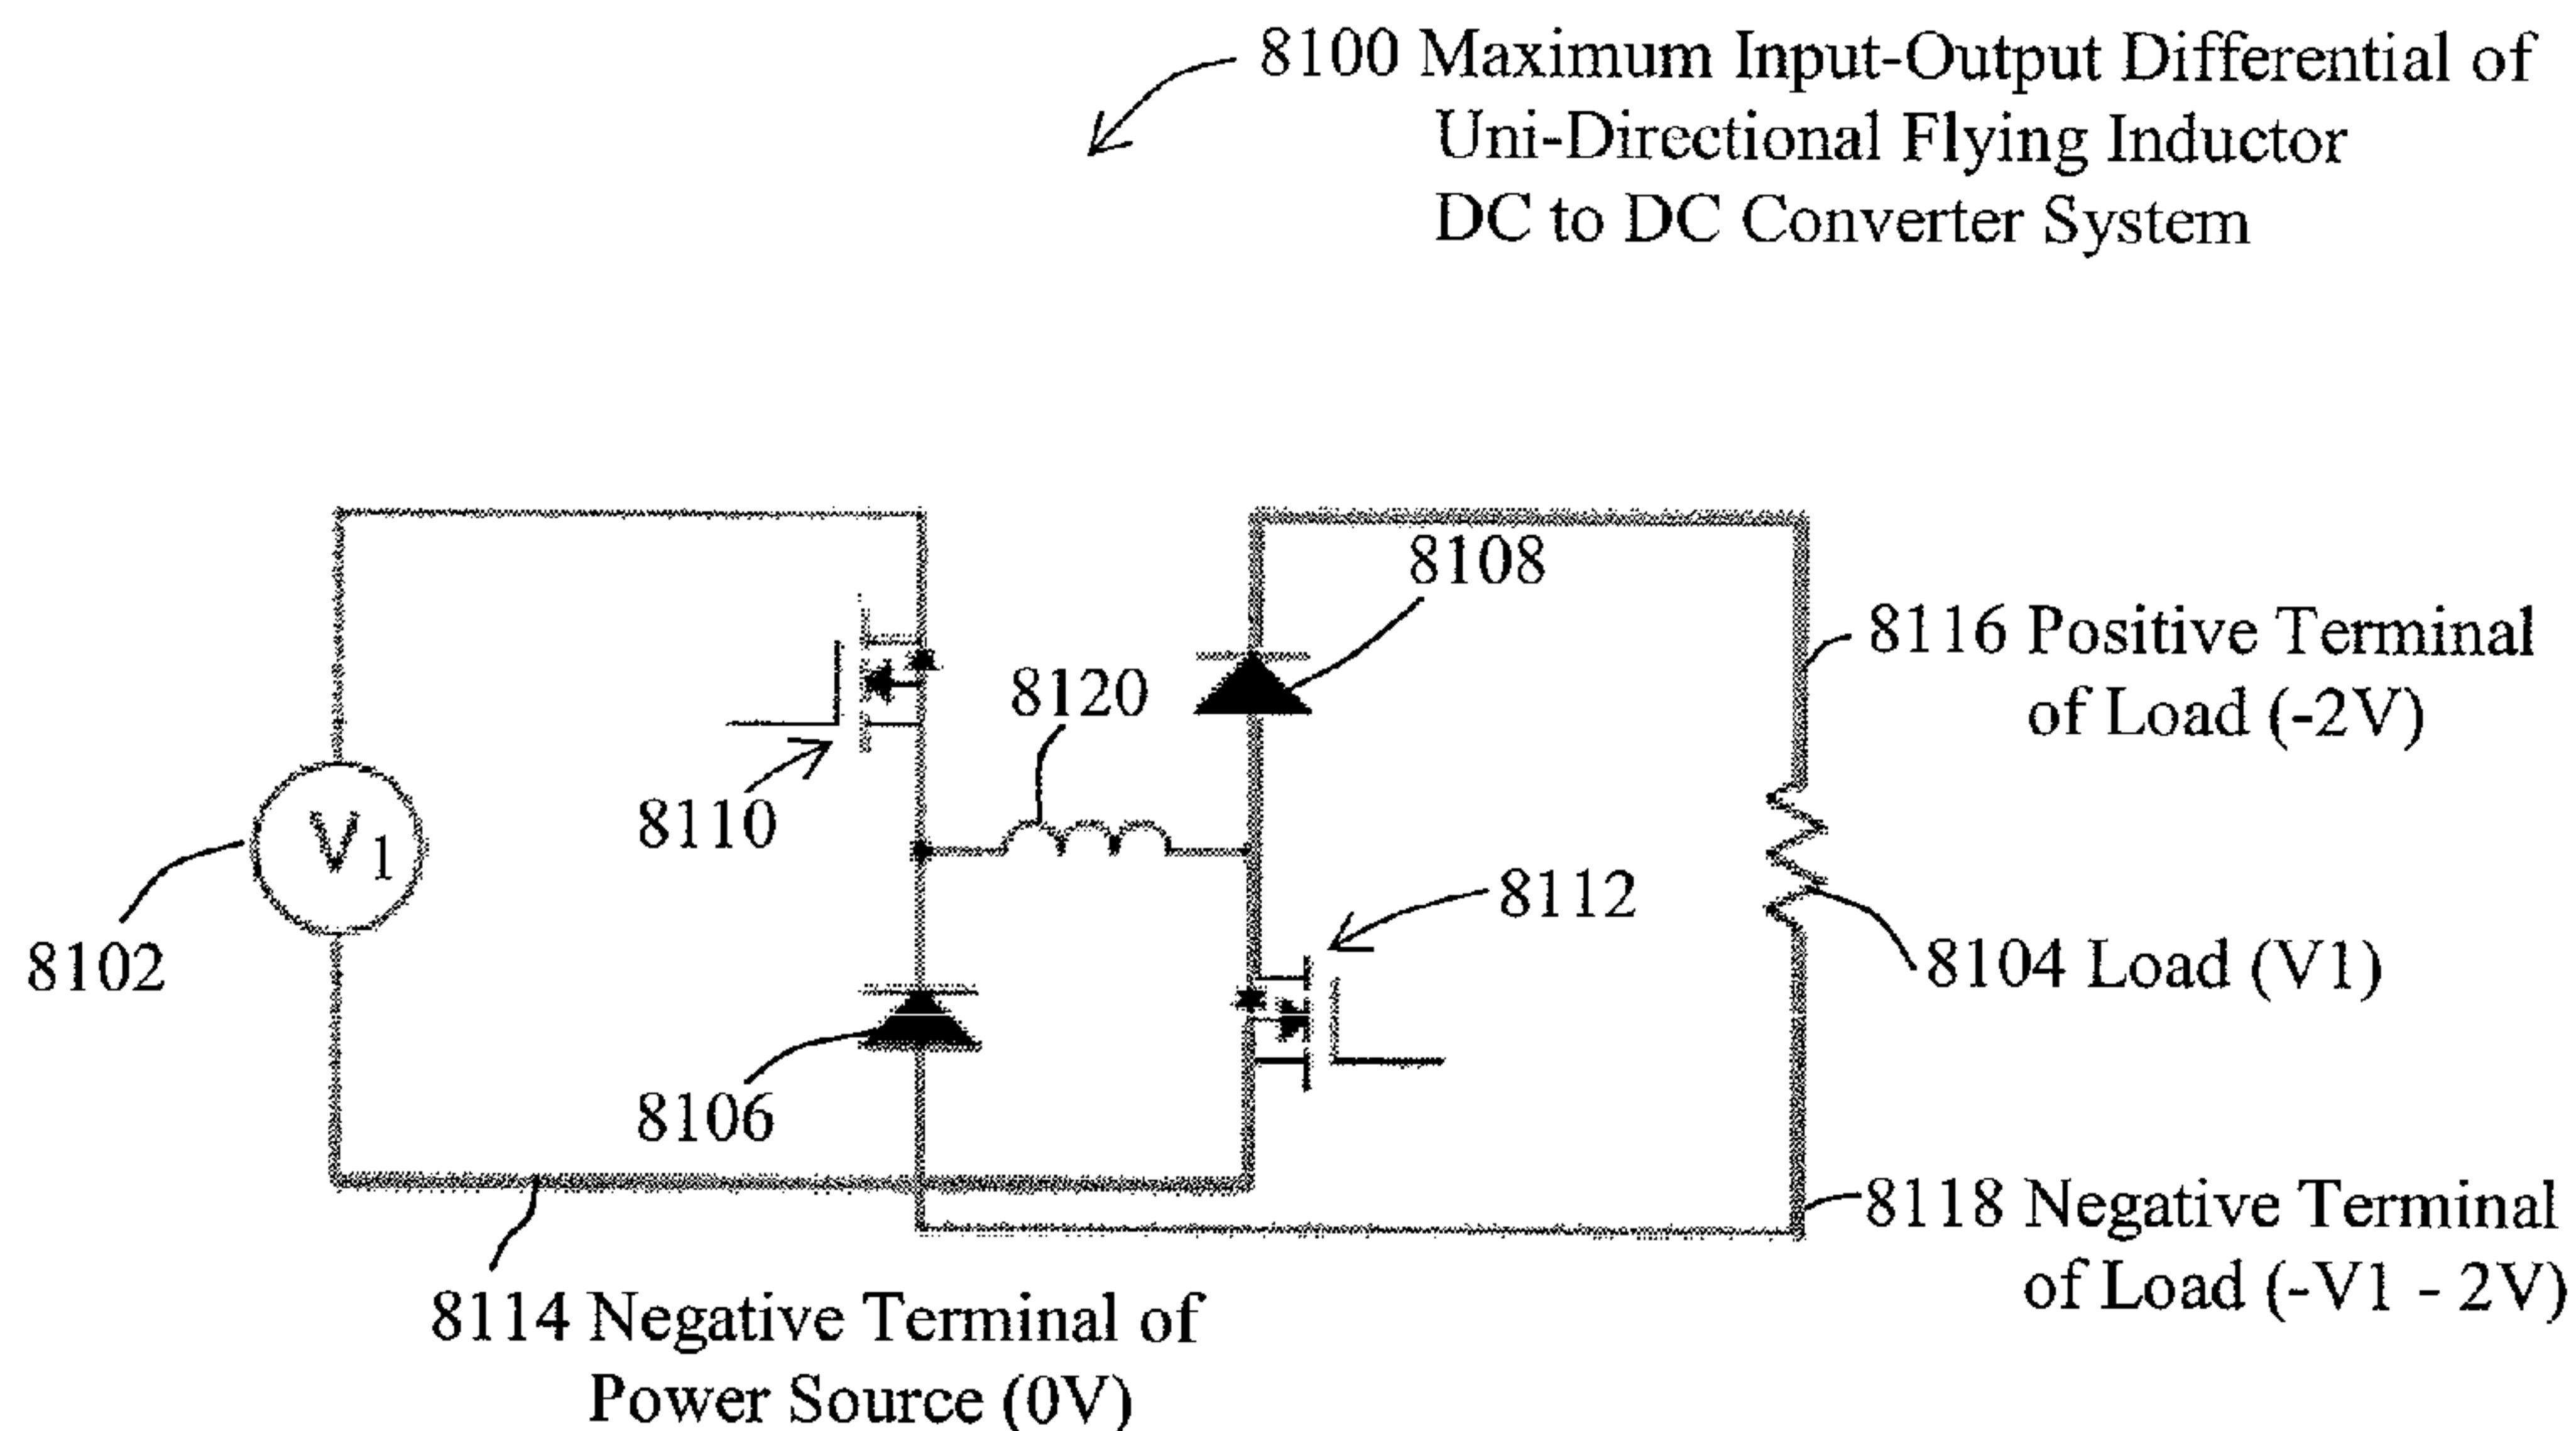 8100 Maximum Input-Output Differential of
Uni-Directional Flying Inductor
DC to DC Converter System
8108
8116 Positive Terminal
of Load (-2V)
8120
8110
V1
8112
8102
8104 Load (V1)
8106
8118 Negative Terminal
of Load (-V1 - 2V)
8114 Negative Terminal of
Power Source (0V)